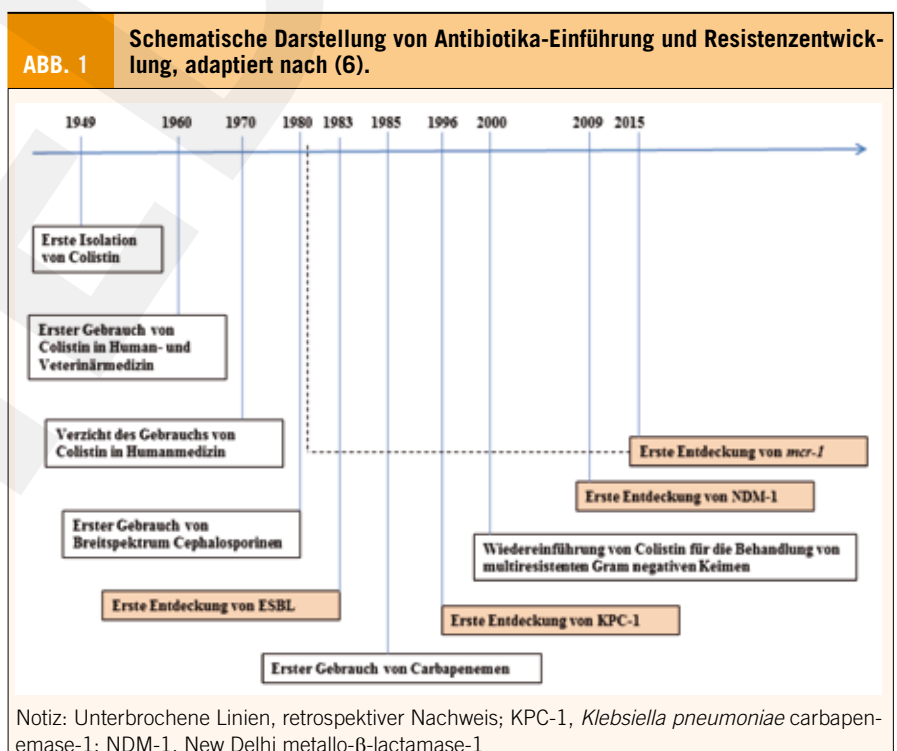 ABB. 1
Schematische Darstellung von Antibiotika-Einführung und Resistenzentwick-
lung, adaptiert nach (6).
1949 1960 1970 1980 1983 1985 1996 2000 2009 2015
Erste Isolation
von Colistin
Erster Gebrauch von
Colistin in Human- und
Veterinärmedizin
Verzicht des Gebrauchs von
Colistin in Humanmedizin
Erste Entdeckung von mcr-1
Erste Entdeckung von NDM-1
Erster Gebrauch von
Breitspektrum Cephalosporinen
Wiedereinführung von Colistin für die Behandlung von
multiresistenten Gram negativen Keimen
Erste Entdeckung von ESBL
Erste Entdeckung von KPC-1
Erster Gebrauch von Carbapenemen
Notiz: Unterbrochene Linien, retrospektiver Nachweis; KPC-1, Klebsiella pneumoniae carbapen-
emase-1; NDM-1, New Delhi metallo-β-lactamase-1